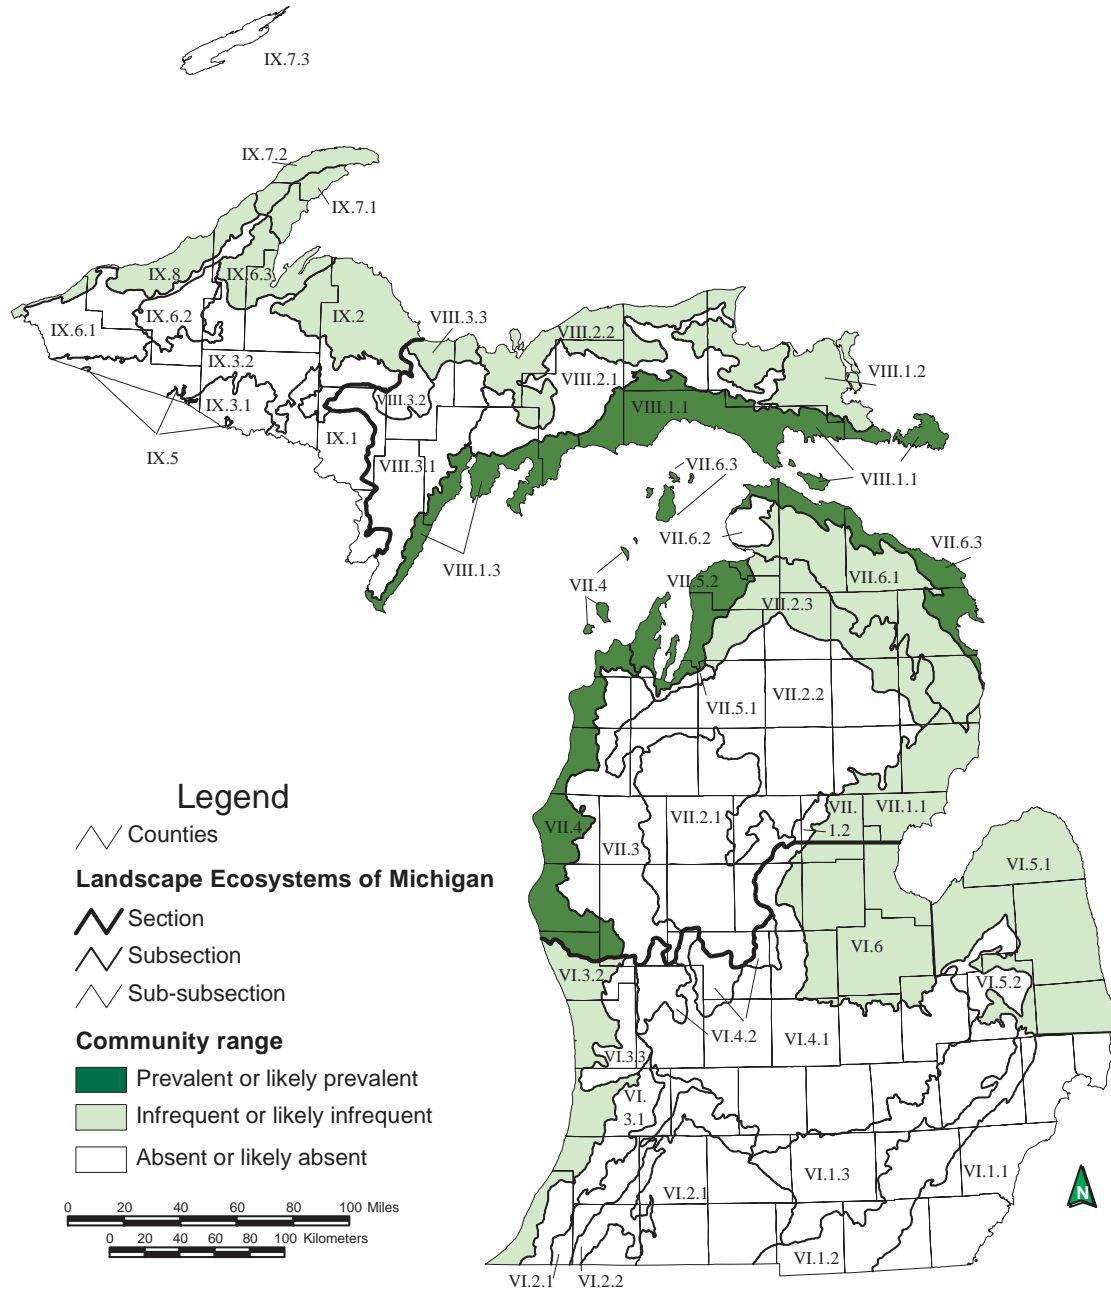 IX.7.3
IX.7.2
IX.7.1
IX.8
IX.6.3
IX.6.1
IX.6.2
IX.2
VIII.3.3
VIII.2.2
VIII.1.2
IX.3.2
VIII.2.1
IX.3.1
VIII.3.2
VIII.1.1
IX.1
IX.5
VIII.3.1
VII.6.3
VIII.1.1
VII.6.2
VII.6.3
VIII.1.3
VII.4
VII.5.2
VII.6.1
VII.2.3
VII.5.1
VII.2.2
Legend
Counties
Landscape Ecosystems of Michigan
Section
Subsection
Sub-subsection
Community range
Prevalent or likely prevalent
Infrequent or likely infrequent
Absent or likely absent
0 20 40 60 80 100 Miles
0 20 40 60 80 100 Kilometers
VII.4
VII.3
VII.2.1
VII.
1.2
VII.1.1
VI.5.1
VI.6
VI.3.2
VI.5.2
VI.4.2
VI.4.1
VI.3.3
VI.
3.1
VI.2.1
VI.1.3
VI.1.1
N
VI.1.2
VI.2.1
VI.2.2